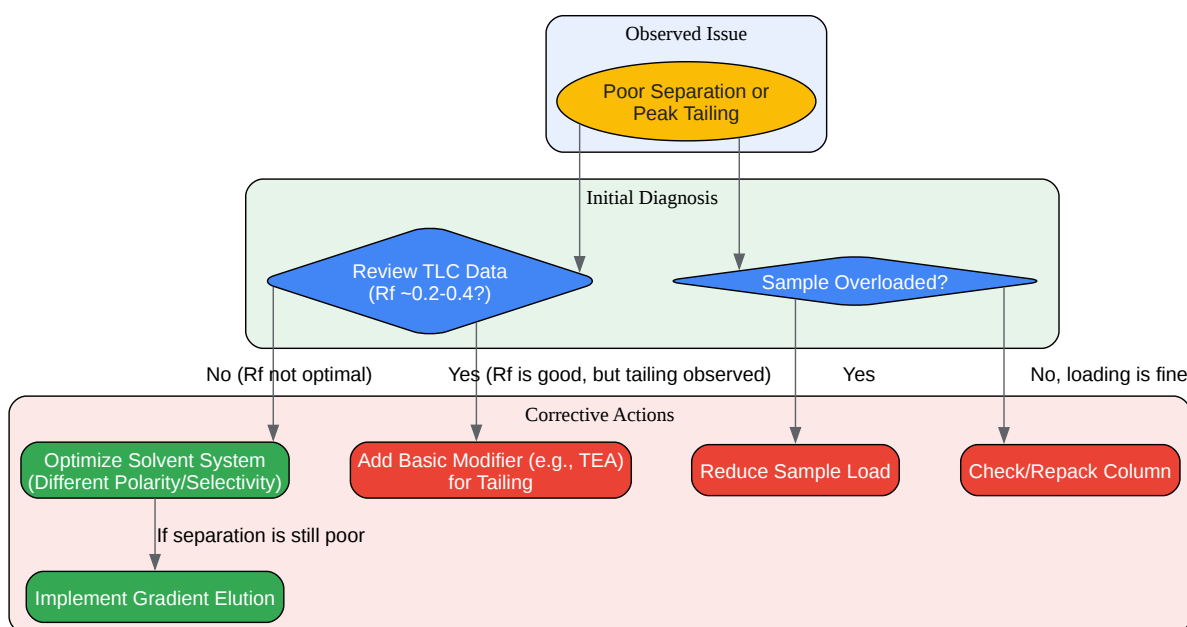 Observed Issue
Poor Separation or
Peak Tailing
Initial Diagnosis
Review TLC Data
(Rf ~0.2-0.4?)
Sample Overloaded?
No (Rf not optimal)
Yes (Rf is good, but tailing observed)
Yes
No, loading is fine
Corrective Actions
Optimize Solvent System
(Different Polarity/Selectivity)
Add Basic Modifier (e.g., TEA)
for Tailing
Reduce Sample Load
Check/Repack Column
If separation is still poor
Implement Gradient Elution